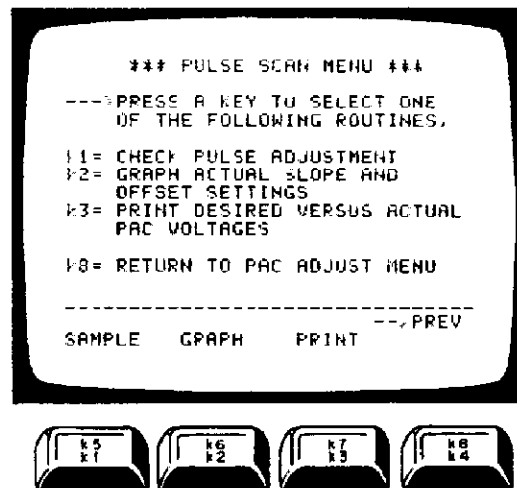 *** PULSE SCAN MENU ***
--->PRESS A KEY TO SELECT ONE
OF THE FOLLOWING ROUTINES.
k1= CHECK PULSE ADJUSTMENT
k2= GRAPH ACTUAL SLOPE AND
OFFSET SETTINGS
k3= PRINT DESIRED VERSUS ACTUAL
PAC VOLTAGES
k8= RETURN TO PAC ADJUST MENU
-->PREV
SAMPLE GRAPH PRINT
k5 k6 k7 k8
k1 k2 k3 k4